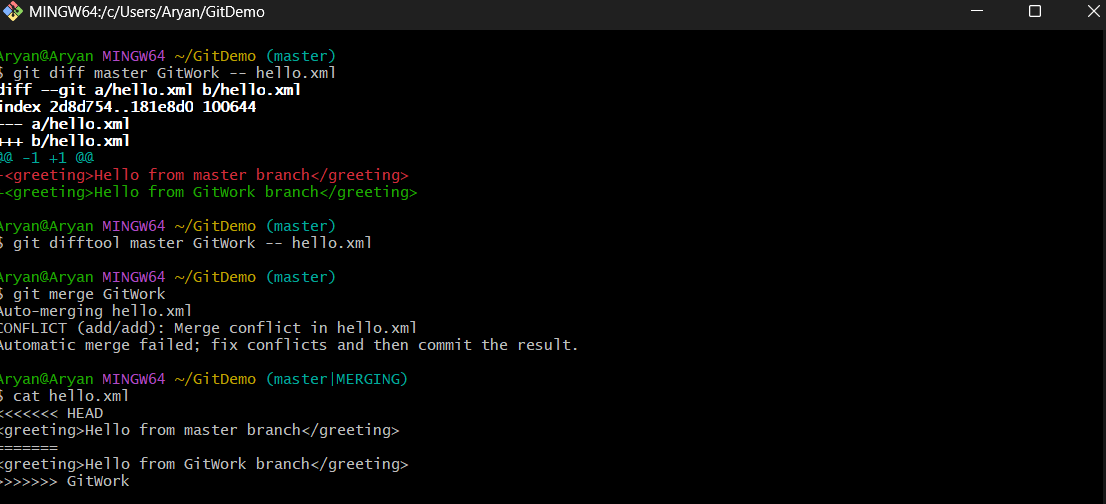 MINGW64:/c/Users/Aryan/GitDemo
Aryan@Aryan MINGW64 ~/GitDemo (master)
$ git diff master GitWork -- hello.xml
diff --git a/hello.xml b/hello.xml
index 2d8d754..181e8d0 100644
--- a/hello.xml
+++ b/hello.xml
@@ -1 +1 @@
-<greeting>Hello from master branch</greeting>
+<greeting>Hello from GitWork branch</greeting>
Aryan@Aryan MINGW64 ~/GitDemo (master)
$ git difftool master GitWork -- hello.xml
Aryan@Aryan MINGW64 ~/GitDemo (master)
$ git merge GitWork
Auto-merging hello.xml
CONFLICT (add/add): Merge conflict in hello.xml
Automatic merge failed; fix conflicts and then commit the result.
Aryan@Aryan MINGW64 ~/GitDemo (master|MERGING)
$ cat hello.xml
<<<<<<< HEAD
<greeting>Hello from master branch</greeting>
=======
<greeting>Hello from GitWork branch</greeting>
>>>>>>> GitWork